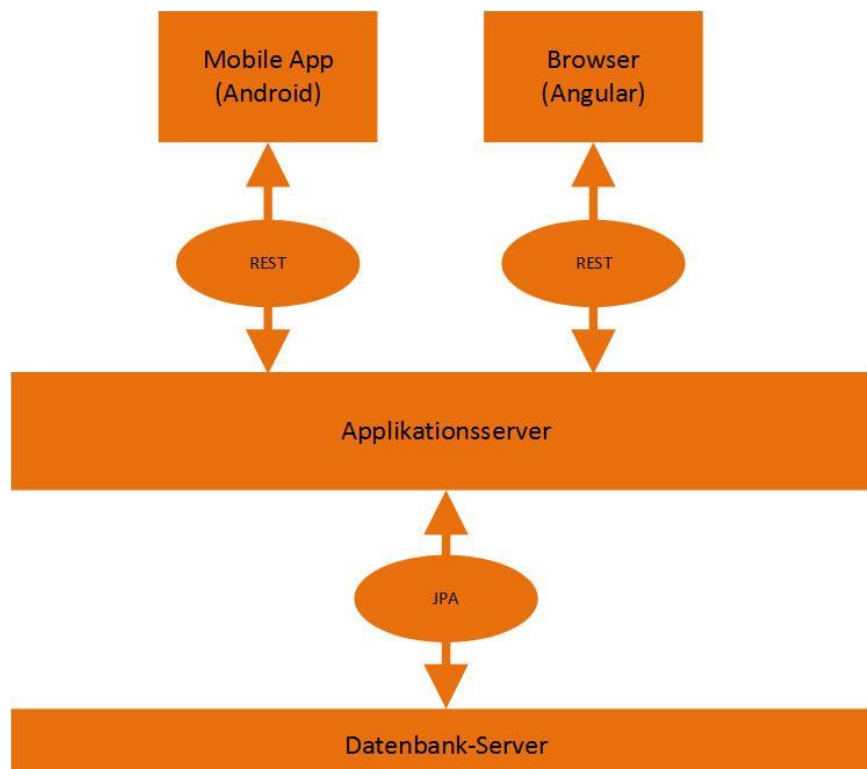 Mobile App
(Android)
Browser
(Angular)
REST
REST
Applikationsserver
JPA
Datenbank-Server